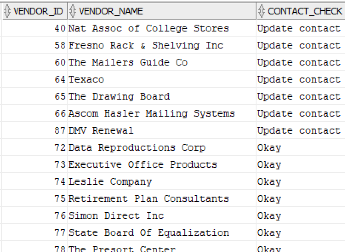 VENDOR_ID VENDOR_NAME CONTACT_CHECK
40 Nat Assoc of College Stores Update contact
58 Fresno Rack & Shelving Inc Update contact
60 The Mailers Guide Co Update contact
64 Texaco Update contact
65 The Drawing Board Update contact
66 Ascom Hasler Mailing Systems Update contact
87 DMV Renewal Update contact
72 Data Reproductions Corp Okay
73 Executive Office Products Okay
74 Leslie Company Okay
75 Retirement Plan Consultants Okay
76 Simon Direct Inc Okay
77 State Board Of Equalization Okay
78 The Presort Center Okay